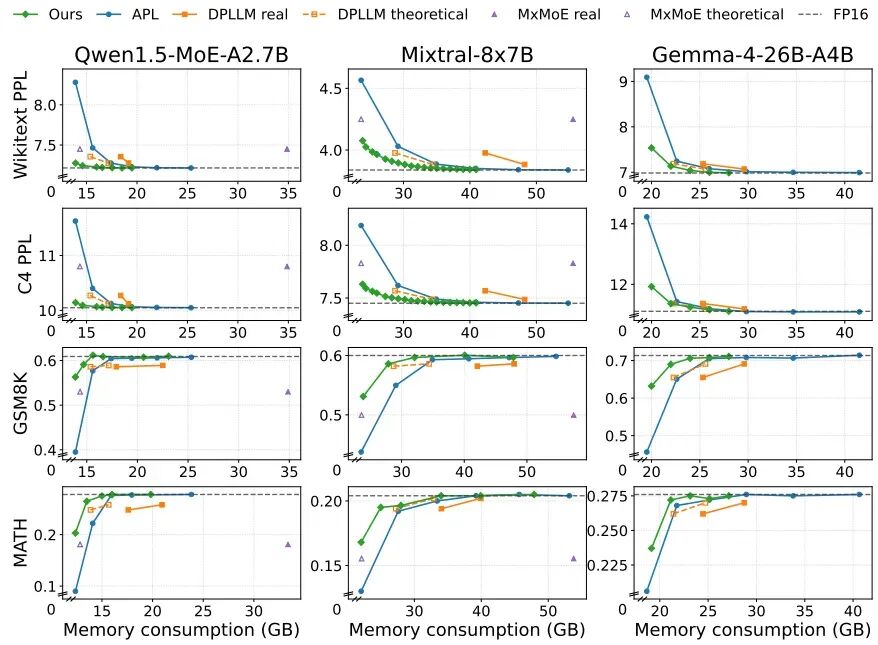 Ours APL DPLLM real DPLLM theoretical MxMoE real MxMoE theoretical FP16
Qwen1.5-MoE-A2.7B Mixtral-8x7B Gemma-4-26B-A4B
Wikitext PPL
8.0
7.5
0 15 20 25 30 35
4.5
4.0
0 30 40 50
9
8
7
0 20 25 30 35 40
C4 PPL
11
10
0 15 20 25 30 35
8.0
7.5
0 30 40 50
14
12
0 20 25 30 35 40
GSM8K
0.6
0.5
0.4
0 15 20 25 30 35
0.6
0.5
0 30 40 50
0.7
0.6
0.5
0 20 25 30 35 40
MATH
0.2
0.1
0 15 20 25 30
0.20
0.15
0 30 40 50
0.275
0.250
0.225
0 20 25 30 35 40
Memory consumption (GB) Memory consumption (GB) Memory consumption (GB)